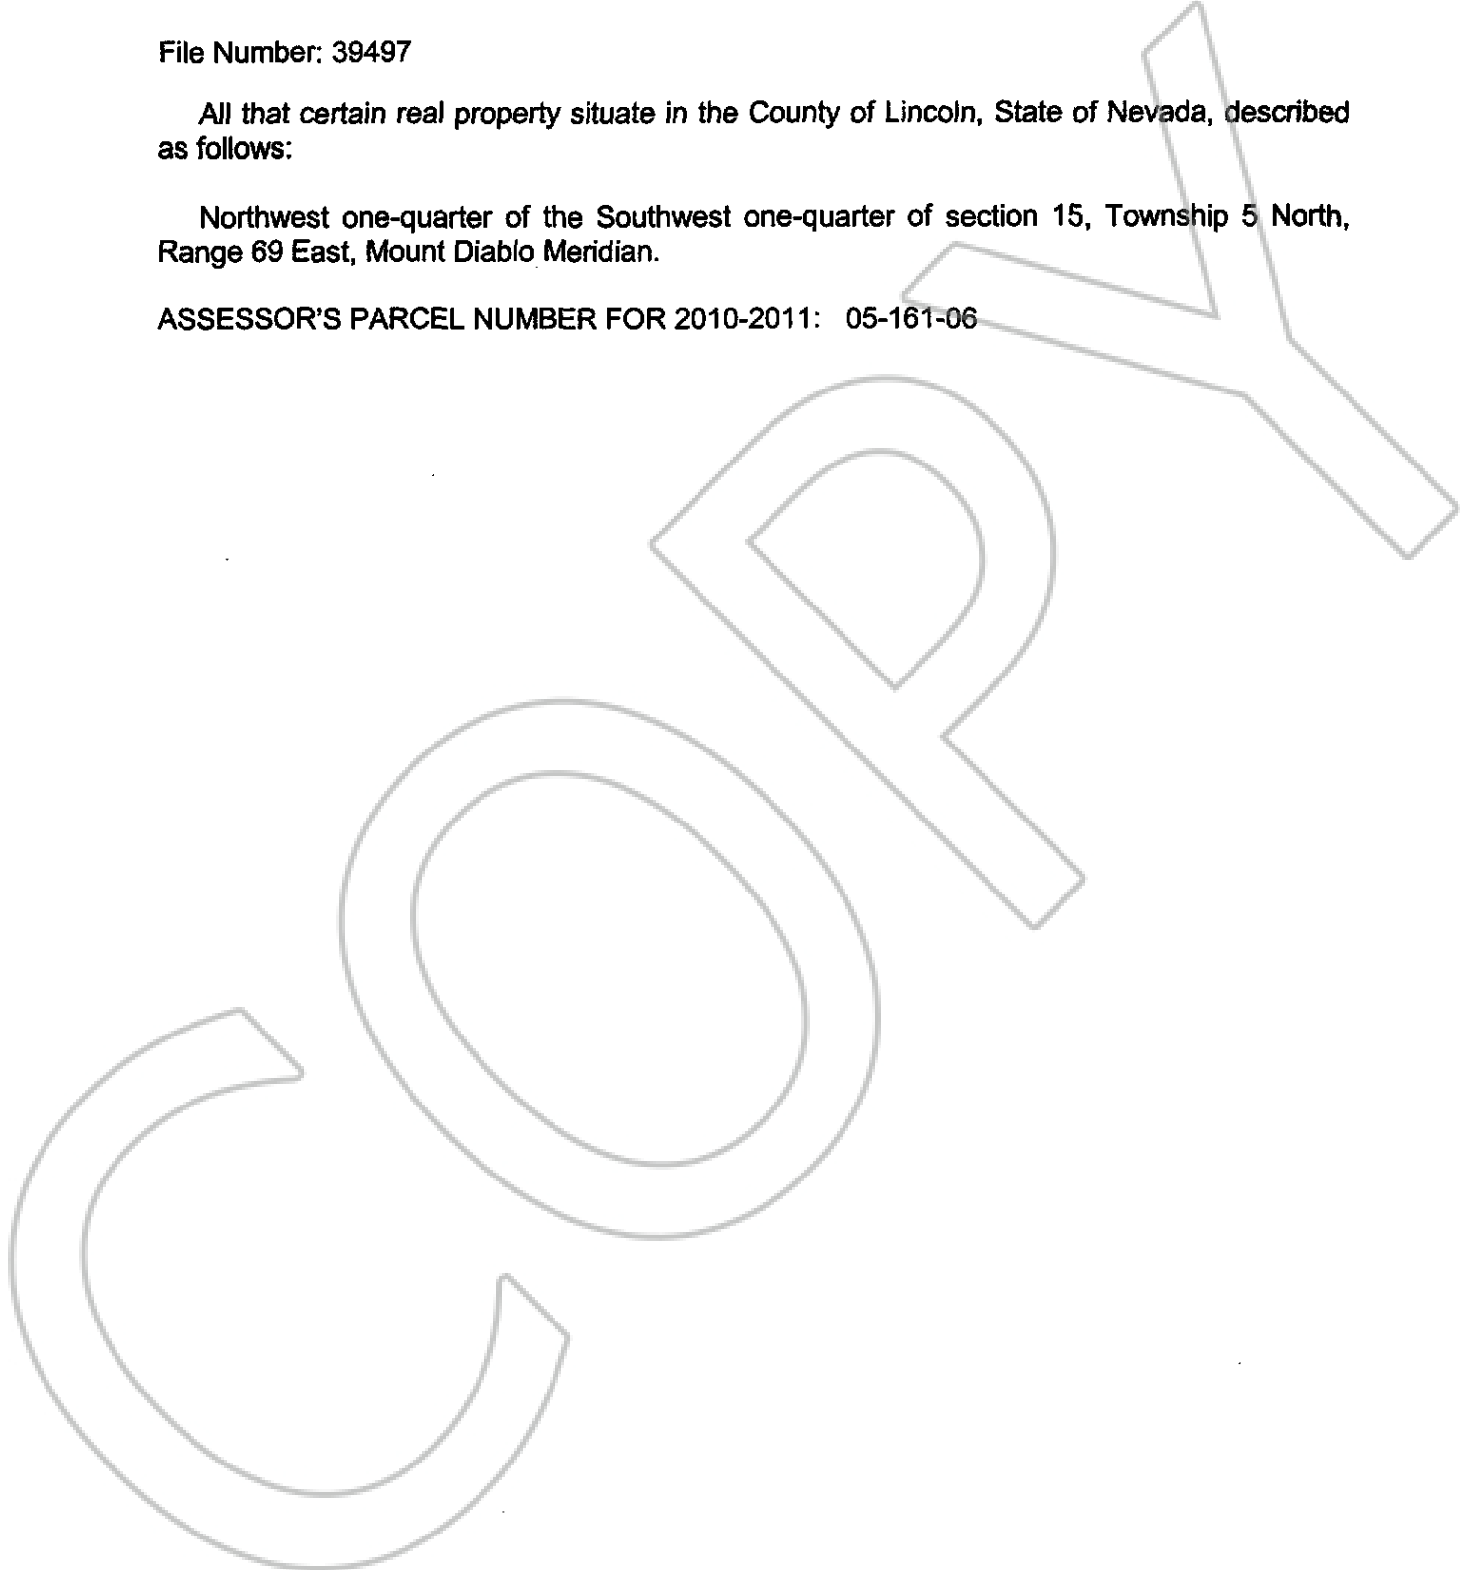 File Number: 39497
All that certain real property situate in the County of Lincoln, State of Nevada, described
as follows:
Northwest one-quarter of the Southwest one-quarter of section 15, Township 5 North,
Range 69 East, Mount Diablo Meridian.
ASSESSOR'S PARCEL NUMBER FOR 2010-2011: 05-161-06
COPY